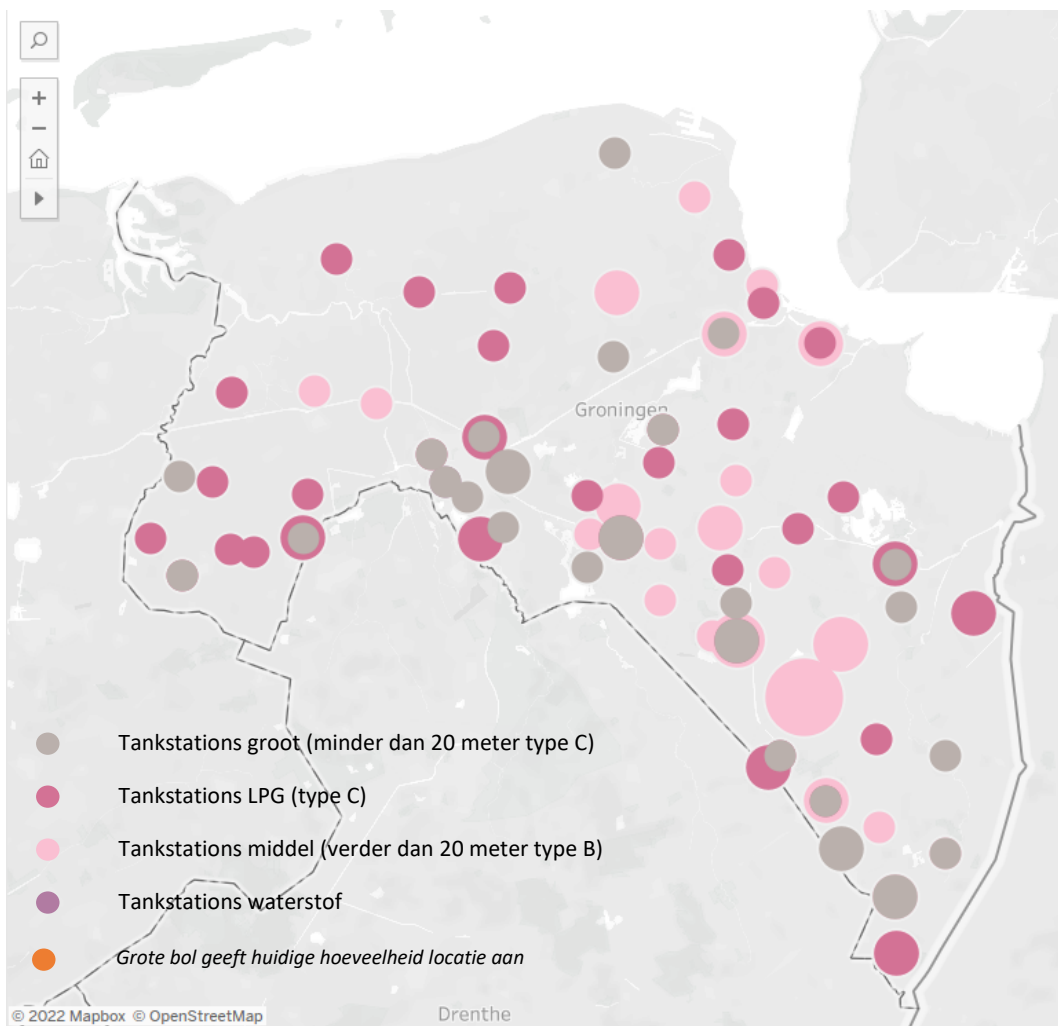 Groningen
Tankstations groot (minder dan 20 meter type C)
Tankstations LPG (type C)
Tankstations middel (verder dan 20 meter type B)
Tankstations waterstof
Grote bol geeft huidige hoeveelheid locatie aan
© 2022 Mapbox © OpenStreetMap
Drenthe